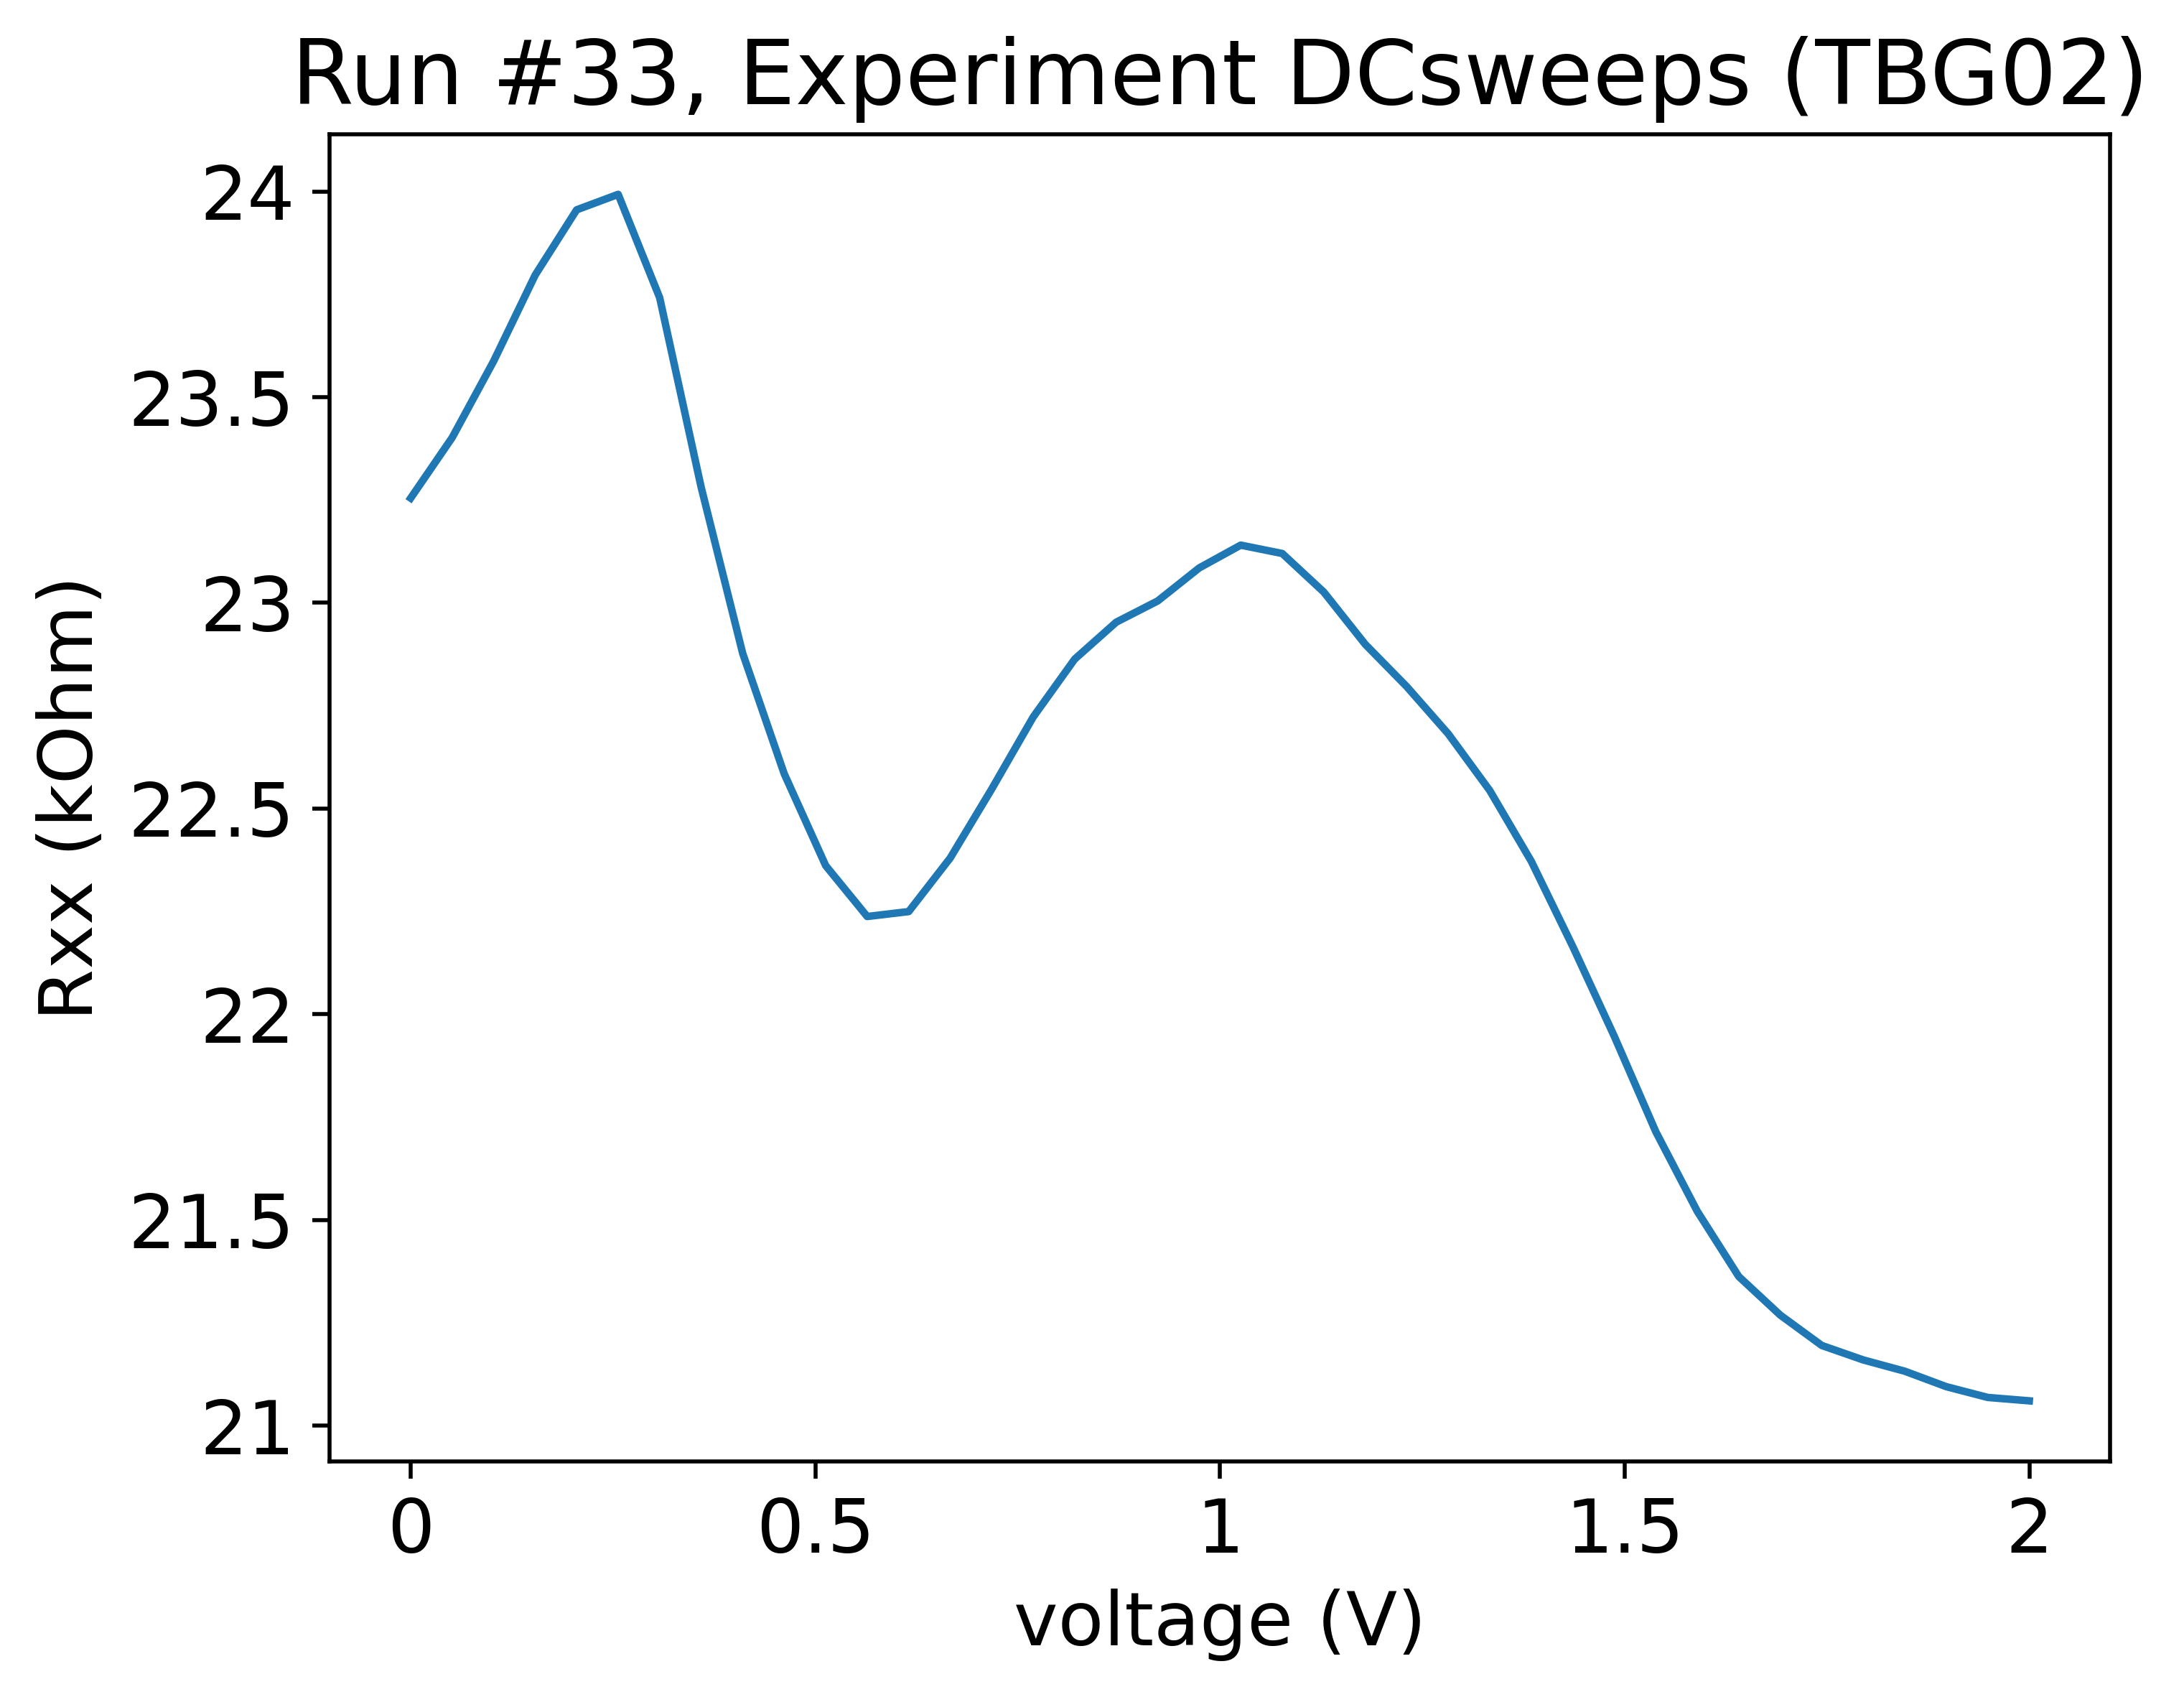 Run #33, Experiment DCsweeps (TBG02)
24
23.5
23
22.5
22
21.5
21
Rxx (kOhm)
0 0.5 1 1.5 2
voltage (V)